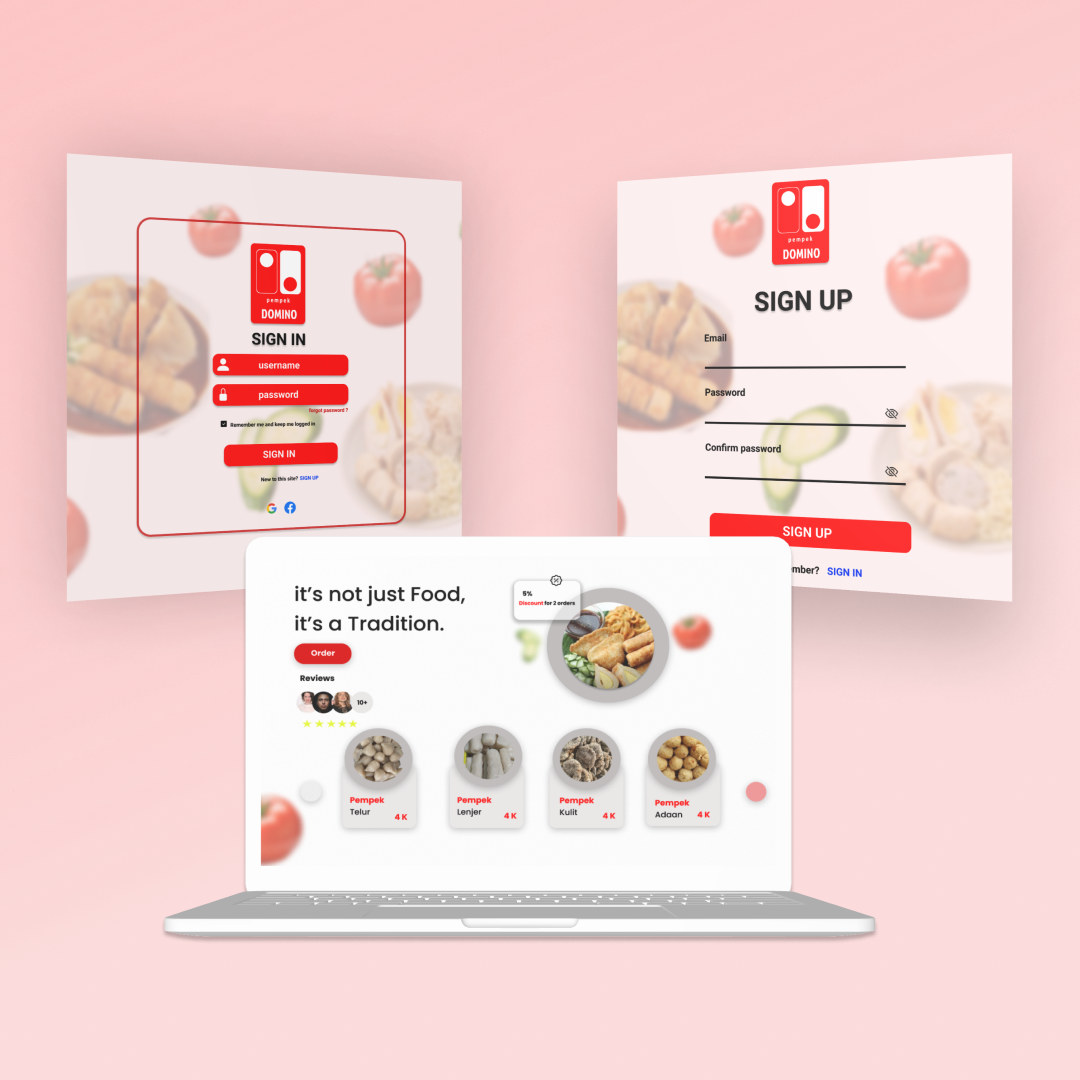 pempek
DOMINO
SIGN IN
username
password
forgot password ?
Remember me and keep me logged in
SIGN IN
New to this site? SIGN UP
pempek
DOMINO
SIGN UP
Email
Password
Confirm password
SIGN UP
SIGN IN
it's not just Food,
it's a Tradition.
Order
Reviews
10+
5%
Discount for 2 orders
Pempek
Telur
4 K
Pempek
Lenjer
4 K
Pempek
Kulit
4 K
Pempek
Adaan
4 K